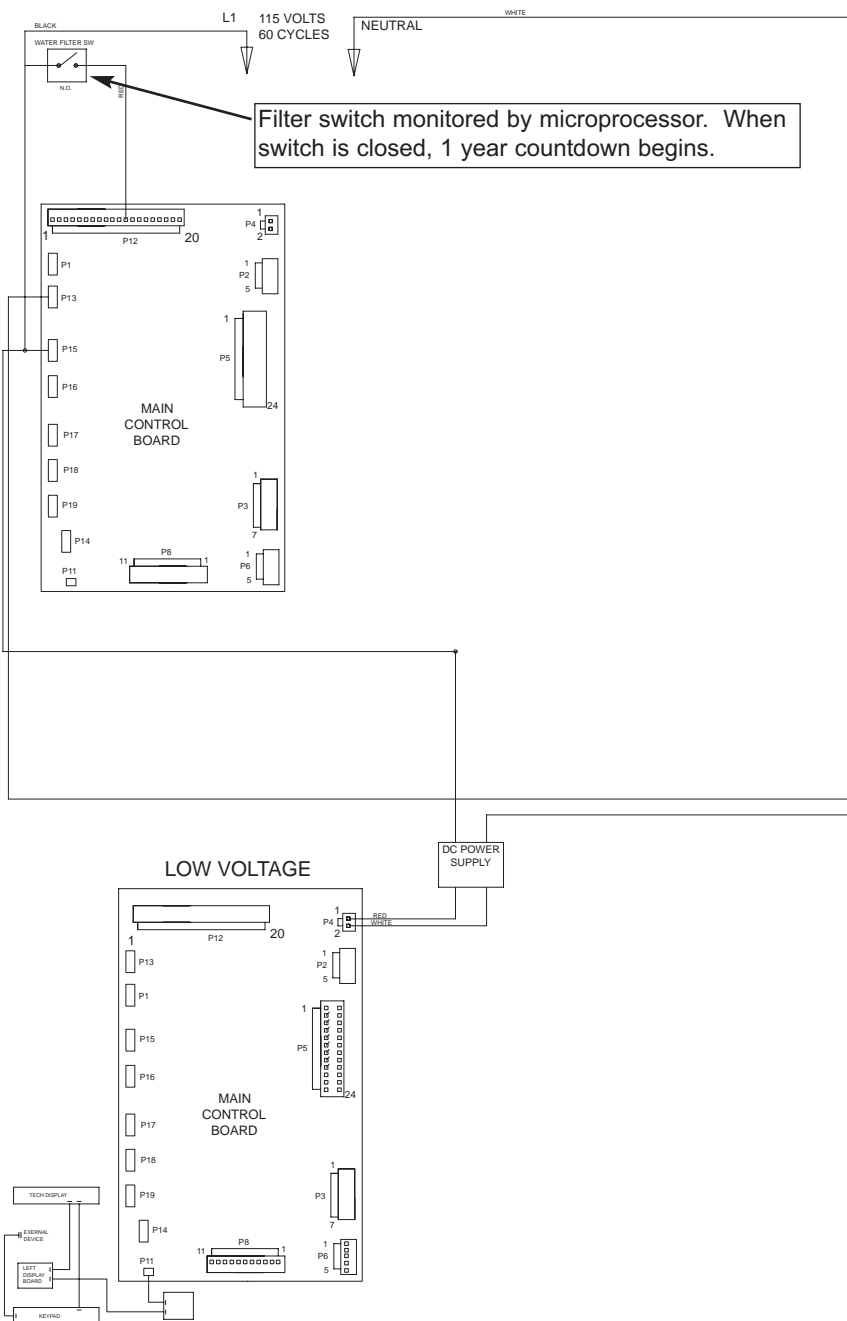 BLACK
L1
115 VOLTS
60 CYCLES
NEUTRAL
WHITE
WATER FILTER SW
N.O.
RED
Filter switch monitored by microprocessor. When
switch is closed, 1 year countdown begins.
1
P12
20
1
P4
2
P1
1
P2
5
P13
1
P5
24
P15
P16
MAIN
CONTROL
BOARD
P17
P18
P19
1
P3
7
P14
P11
11
P8
1
1
P6
5
DC POWER
SUPPLY
LOW VOLTAGE
1
P12
20
1
P4
2
RED
WHITE
P13
1
P2
5
P1
1
P5
24
P15
P16
MAIN
CONTROL
BOARD
P17
P18
P19
1
P3
7
P14
P11
11
P8
1
1
P6
5
TECH DISPLAY
EXERNAL
DEVICE
LEFT
DISPLAY
BOARD
KEYPAD